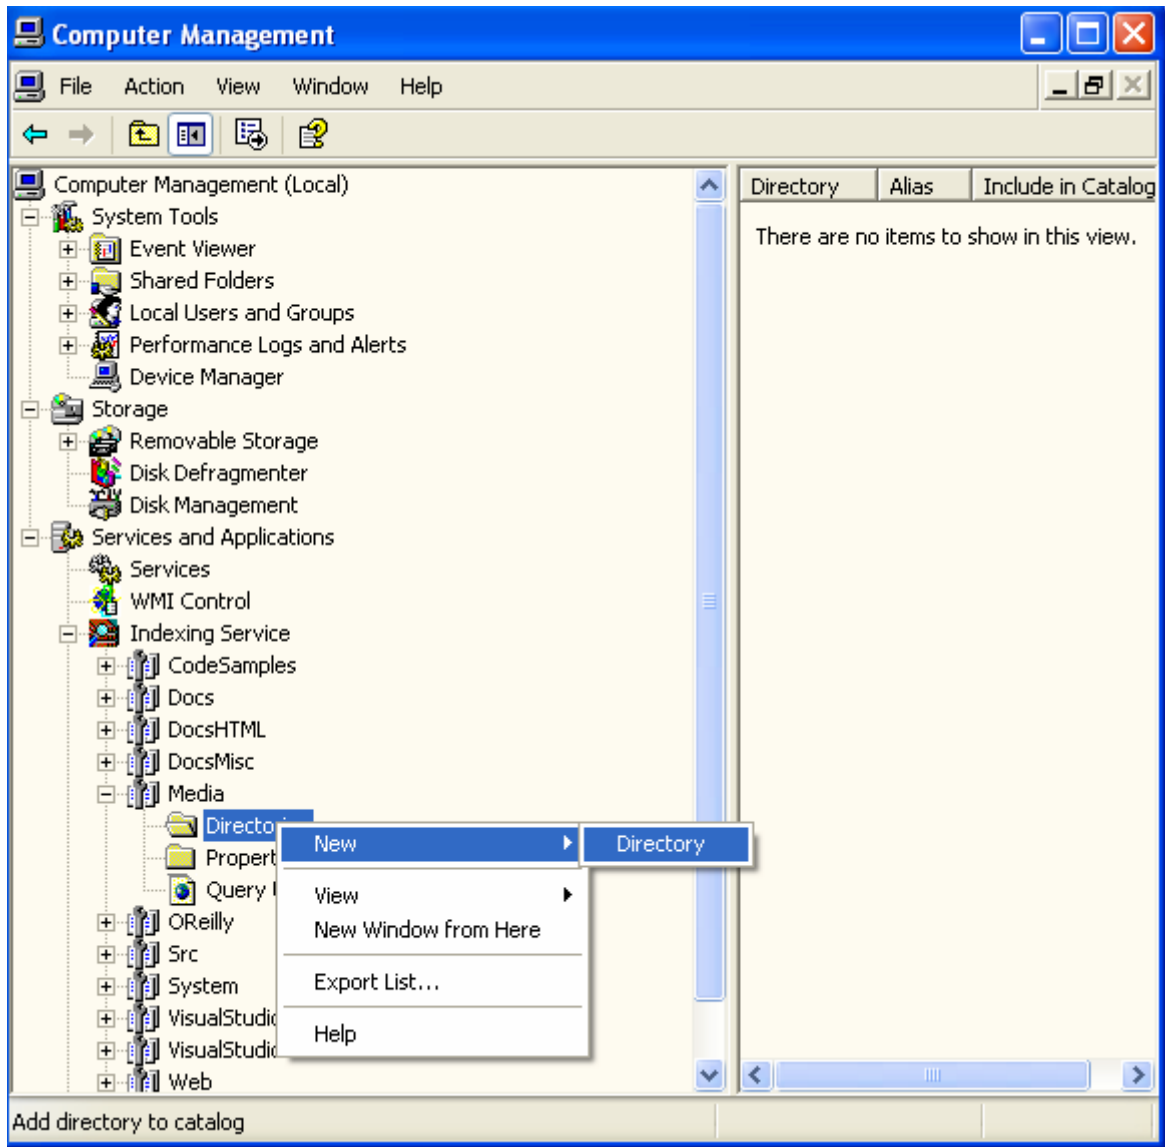 Computer Management
File Action View Window Help
Computer Management (Local)
System Tools
Event Viewer
Shared Folders
Local Users and Groups
Performance Logs and Alerts
Device Manager
Storage
Removable Storage
Disk Defragmenter
Disk Management
Services and Applications
Services
WMI Control
Indexing Service
CodeSamples
Docs
DocsHTML
DocsMisc
Media
Propert
Query
OReilly
Src
System
VisualStudi
VisualStudi
Web
New
Directory
View
New Window from Here
Export List...
Help
Directory Alias Include in Catalog
There are no items to show in this view.
Add directory to catalog